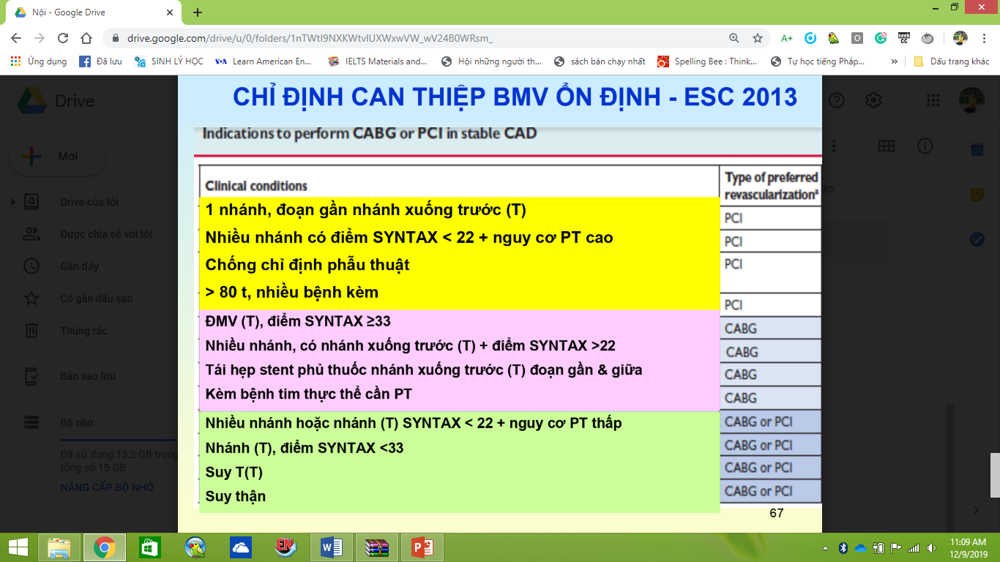 Nội - Google Drive
drive.google.com/drive/u/0/folders/1nTWtI9NXKWtvlUXWxwVW_wV24B0WRsm_
A+
seek CC
Ứng dụng
Đã lưu
SINH LÝ HỌC
VOA Learn American En...
IELTS Materials and...
Hội những người th...
sách bán chạy nhất
Spelling Bee : Think...
Tự học tiếng Pháp...
»
Dấu trang khác
Drive
Mới
Drive của tôi
Được chia sẻ với tôi
Gần đây
Có gắn dấu sao
Thùng rác
Bản sao lưu
Bộ nhớ
Đã sử dụng 13,2 GB trong
tổng số 15 GB
NÂNG CẤP BỘ NHỚ
CHỈ ĐỊNH CAN THIỆP BMV ỔN ĐỊNH - ESC 2013
Indications to perform CABG or PCI in stable CAD
Clinical conditions
Type of preferred
revascularizationª
1 nhánh, đoạn gần nhánh xuống trước (T)
PCI
Nhiều nhánh có điểm SYNTAX < 22 + nguy cơ PT cao
PCI
Chống chỉ định phẫu thuật
PCI
> 80 t, nhiều bệnh kèm
PCI
ĐMV (T), điểm SYNTAX ≥33
CABG
Nhiều nhánh, có nhánh xuống trước (T) + điểm SYNTAX >22
CABG
Tái hẹp stent phủ thuốc nhánh xuống trước (T) đoạn gần & giữa
CABG
Kèm bệnh tim thực thể cần PT
CABG
Nhiều nhánh hoặc nhánh (T) SYNTAX < 22 + nguy cơ PT thấp
CABG or PCI
Nhánh (T), điểm SYNTAX <33
CABG or PCI
Suy T(T)
CABG or PCI
Suy thận
CABG or PCI
67
11:09 AM
12/9/2019